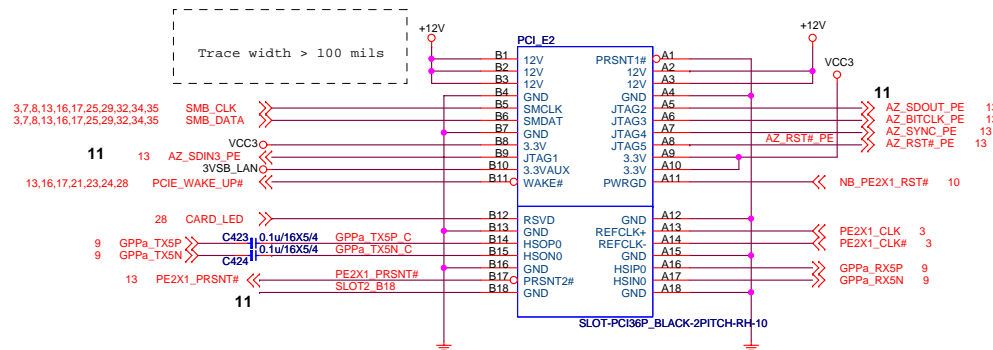 +12V
+12V
Trace width > 100 mils
PCI_E2
VCC3
B1 12V PRSNT1# A1
B2 12V 12V A2
B3 12V 12V A3
B4 GND GND A4
11
3,7,8,13,16,17,25,29,32,34,35 SMB_CLK B5 SMCLK JTAG2 A5 AZ_SDOUT_PE 13
3,7,8,13,16,17,25,29,32,34,35 SMB_DATA B6 SMDAT JTAG3 A6 AZ_BITCLK_PE 13
B7 GND JTAG4 A7 AZ_SYNC_PE 13
VCC3 B8 3.3V JTAG5 A8 AZ_RST#_PE AZ_RST#_PE 13
11 13 AZ_SDIN3_PE B9 JTAG1 3.3V A9
3VSB_LAN B10 3.3VAUX 3.3V A10
13,16,17,21,23,24,28 PCIE_WAKE_UP# B11 WAKE# PWRGD A11 NB_PE2X1_RST# 10
28 CARD_LED B12 RSVD GND A12
B13 GND REFCLK+ A13 PE2X1_CLK 3
9 GPPa_TX5P C423 0.1u/16X5/4 GPPa_TX5P_C B14 HSOP0 REFCLK- A14 PE2X1_CLK# 3
9 GPPa_TX5N C424 0.1u/16X5/4 GPPa_TX5N_C B15 HSON0 GND A15
B16 GND HSIP0 A16 GPPa_RX5P 9
13 PE2X1_PRSNT# PE2X1_PRSNT# B17 PRSNT2# HSIN0 A17 GPPa_RX5N 9
11 SLOT2_B18 B18 GND GND A18
SLOT-PCI36P_BLACK-2PITCH-RH-10